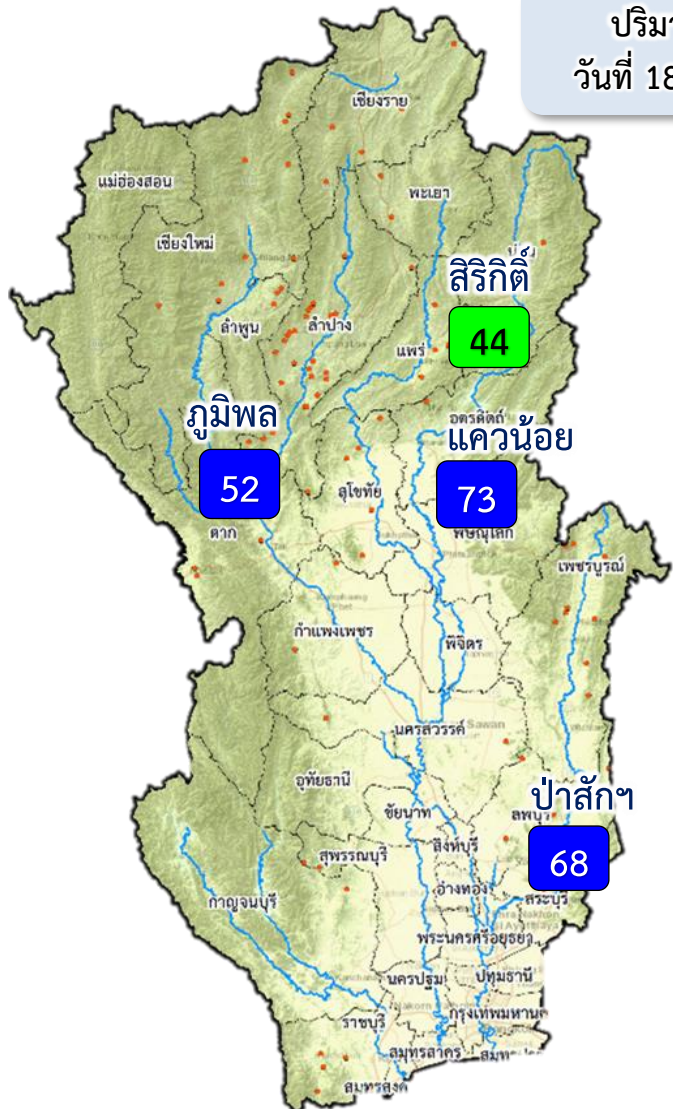 ปริมา
วันที่ 18
เชียงราย
แม่ฮ่องสอน
พะเยา
เชียงใหม่
น่าน
สิริกิติ์
44
ลำพูน
ลำปาง
แพร่
ภูมิพล
52
อุตรดิตถ์
แควน้อย
73
สุโขทัย
ตาก
พิษณุโลก
เพชรบูรณ์
กำแพงเพชร
พิจิตร
นครสวรรค์
Sawan
อุทัยธานี
ป่าสักฯ
68
ชัยนาท
ลพบุรี
สิงห์บุรี
สุพรรณบุรี
อ่างทอง
สระบุรี
กาญจนบุรี
พระนครศรีอยุธยา
นครปฐม
ปทุมธานี
ราชบุรี
กรุงเทพมหานค
สมุทรสาคร
สมุทรปร
สมุทรสงค